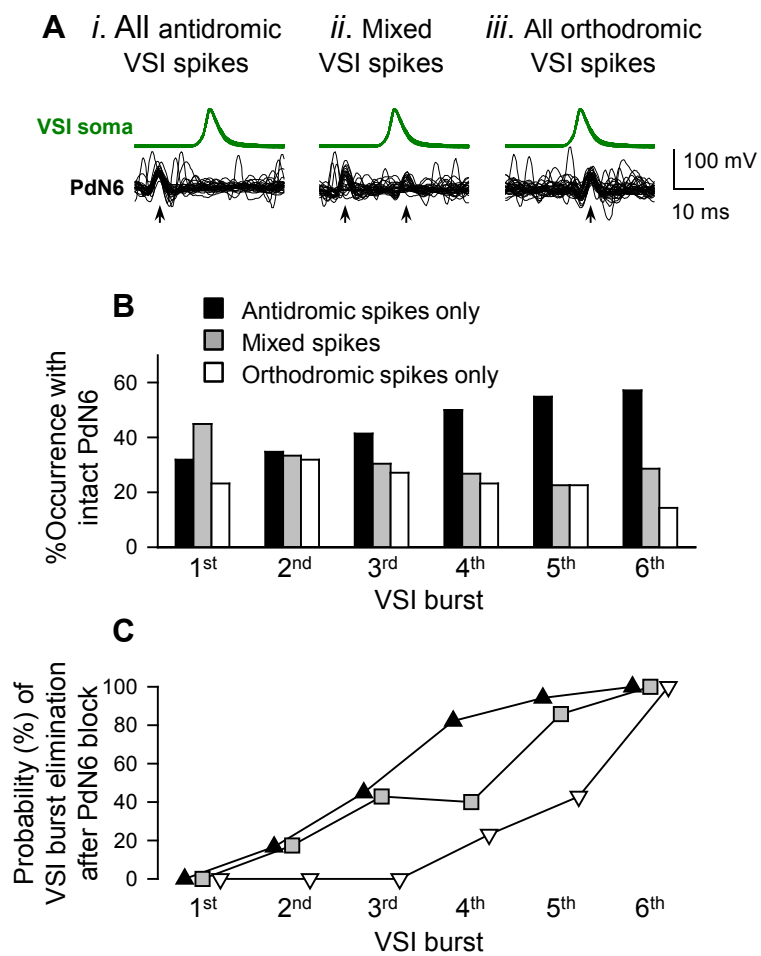 A i. All antidromic VSI spikes
ii. Mixed VSI spikes
iii. All orthodromic VSI spikes
VSI soma
PdN6
100 mV
10 ms
B
Antidromic spikes only
Mixed spikes
Orthodromic spikes only
%Occurrence with
intact PdN6
60
40
20
0
1st 2nd 3rd 4th 5th 6th
VSI burst
C
Probability (%) of
VSI burst elimination
after PdN6 block
100
80
60
40
20
0
1st 2nd 3rd 4th 5th 6th
VSI burst